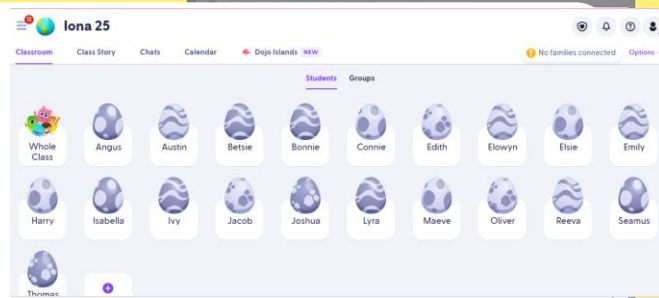 Iona 25
Classroom Class Story Chats Calendar Dojo Islands NEW No families connected Options
Students Groups
Whole Class Angus Austin Betsie Bonnie Connie Edith Elowyn Elsie Emily
Harry Isabella Ivy Jacob Joshua Lyra Maeve Oliver Reeva Seamus
Thomas